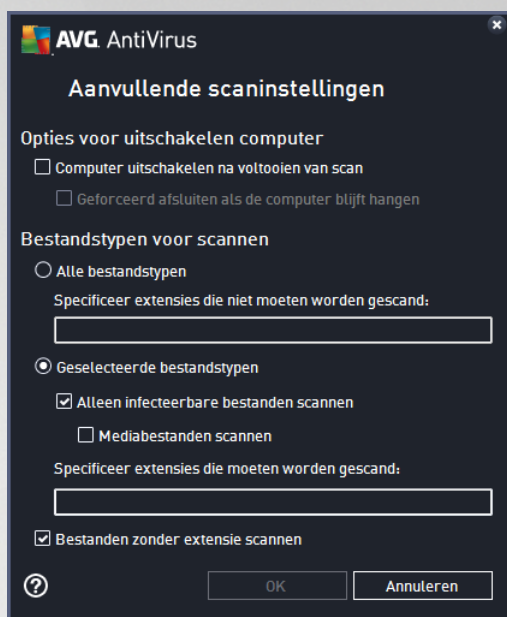 AVG. AntiVirus
Aanvullende scaninstellingen
Opties voor uitschakelen computer
Computer uitschakelen na voltooien van scan
Geforceerd afsluiten als de computer blijft hangen
Bestandstypen voor scannen
Alle bestandstypen
Specificeer extensies die niet moeten worden gescand:
Geselecteerde bestandstypen
Alleen infecteerbare bestanden scannen
Mediabestanden scannen
Specificeer extensies die moeten worden gescand:
Bestanden zonder extensie scannen
? OK Annuleren